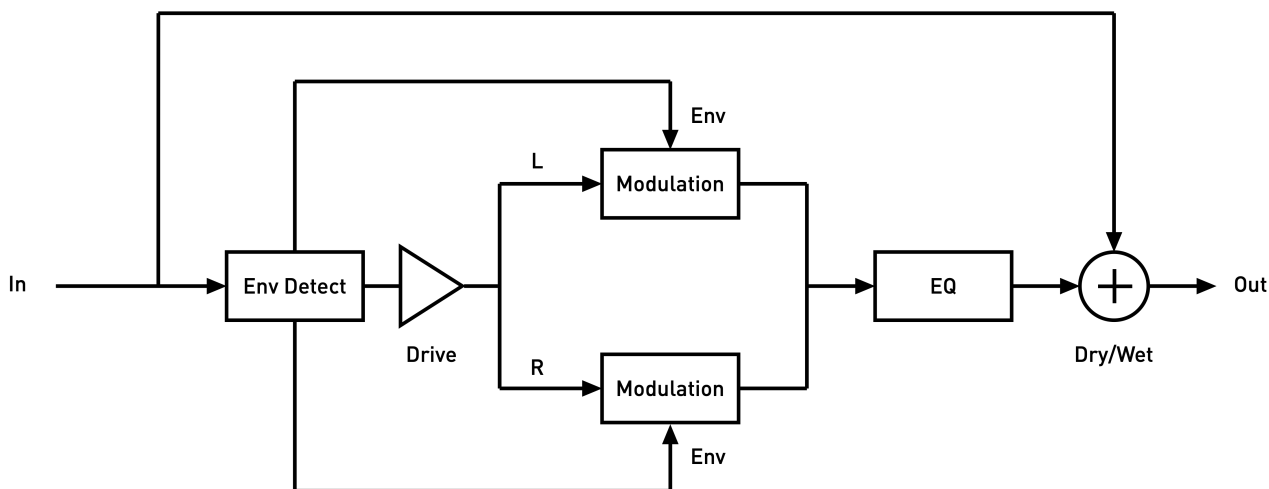 Env
L
Modulation
In
Env Detect
EQ
Out
Drive
Dry/Wet
R
Modulation
Env